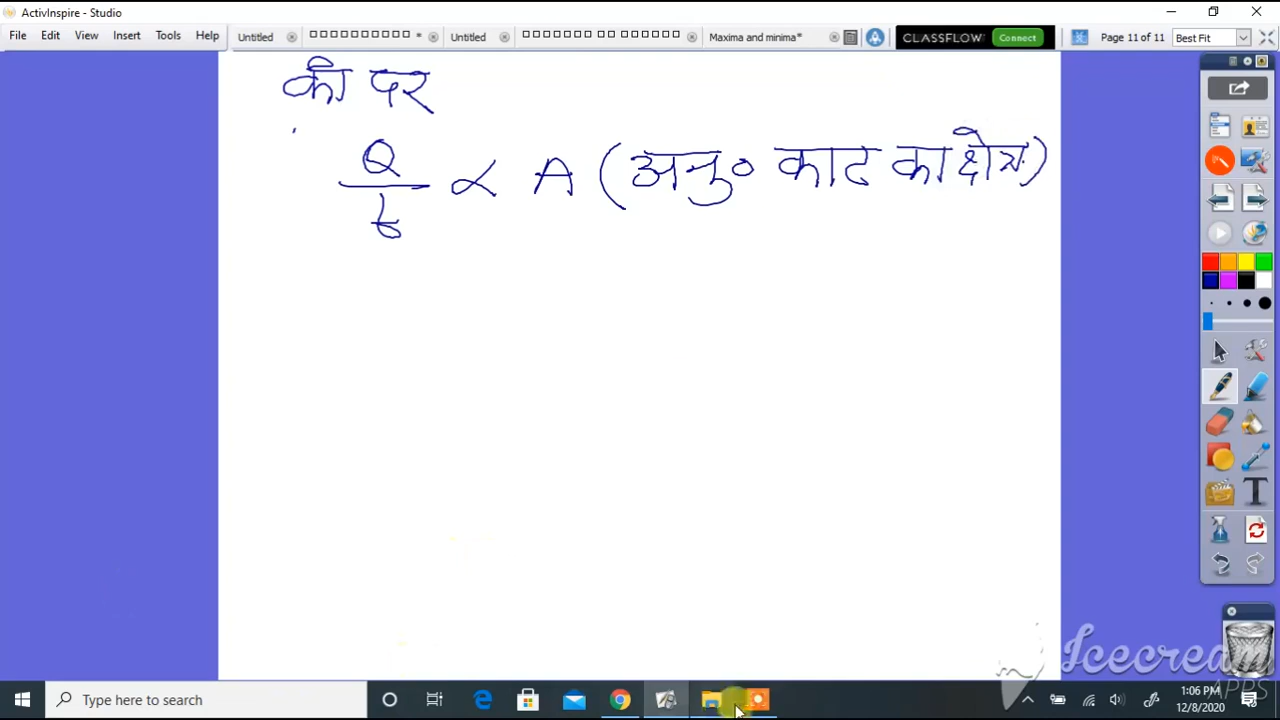 ActivInspire - Studio
File Edit View Insert Tools Help Untitled * Untitled Maxima and minima* CLASSFLOW Connect Page 11 of 11 Best Fit
की दर
Q/t ∝ A (अनु० काट का क्षेत्र.)
Icecream
APPS
Type here to search
1:06 PM
12/8/2020